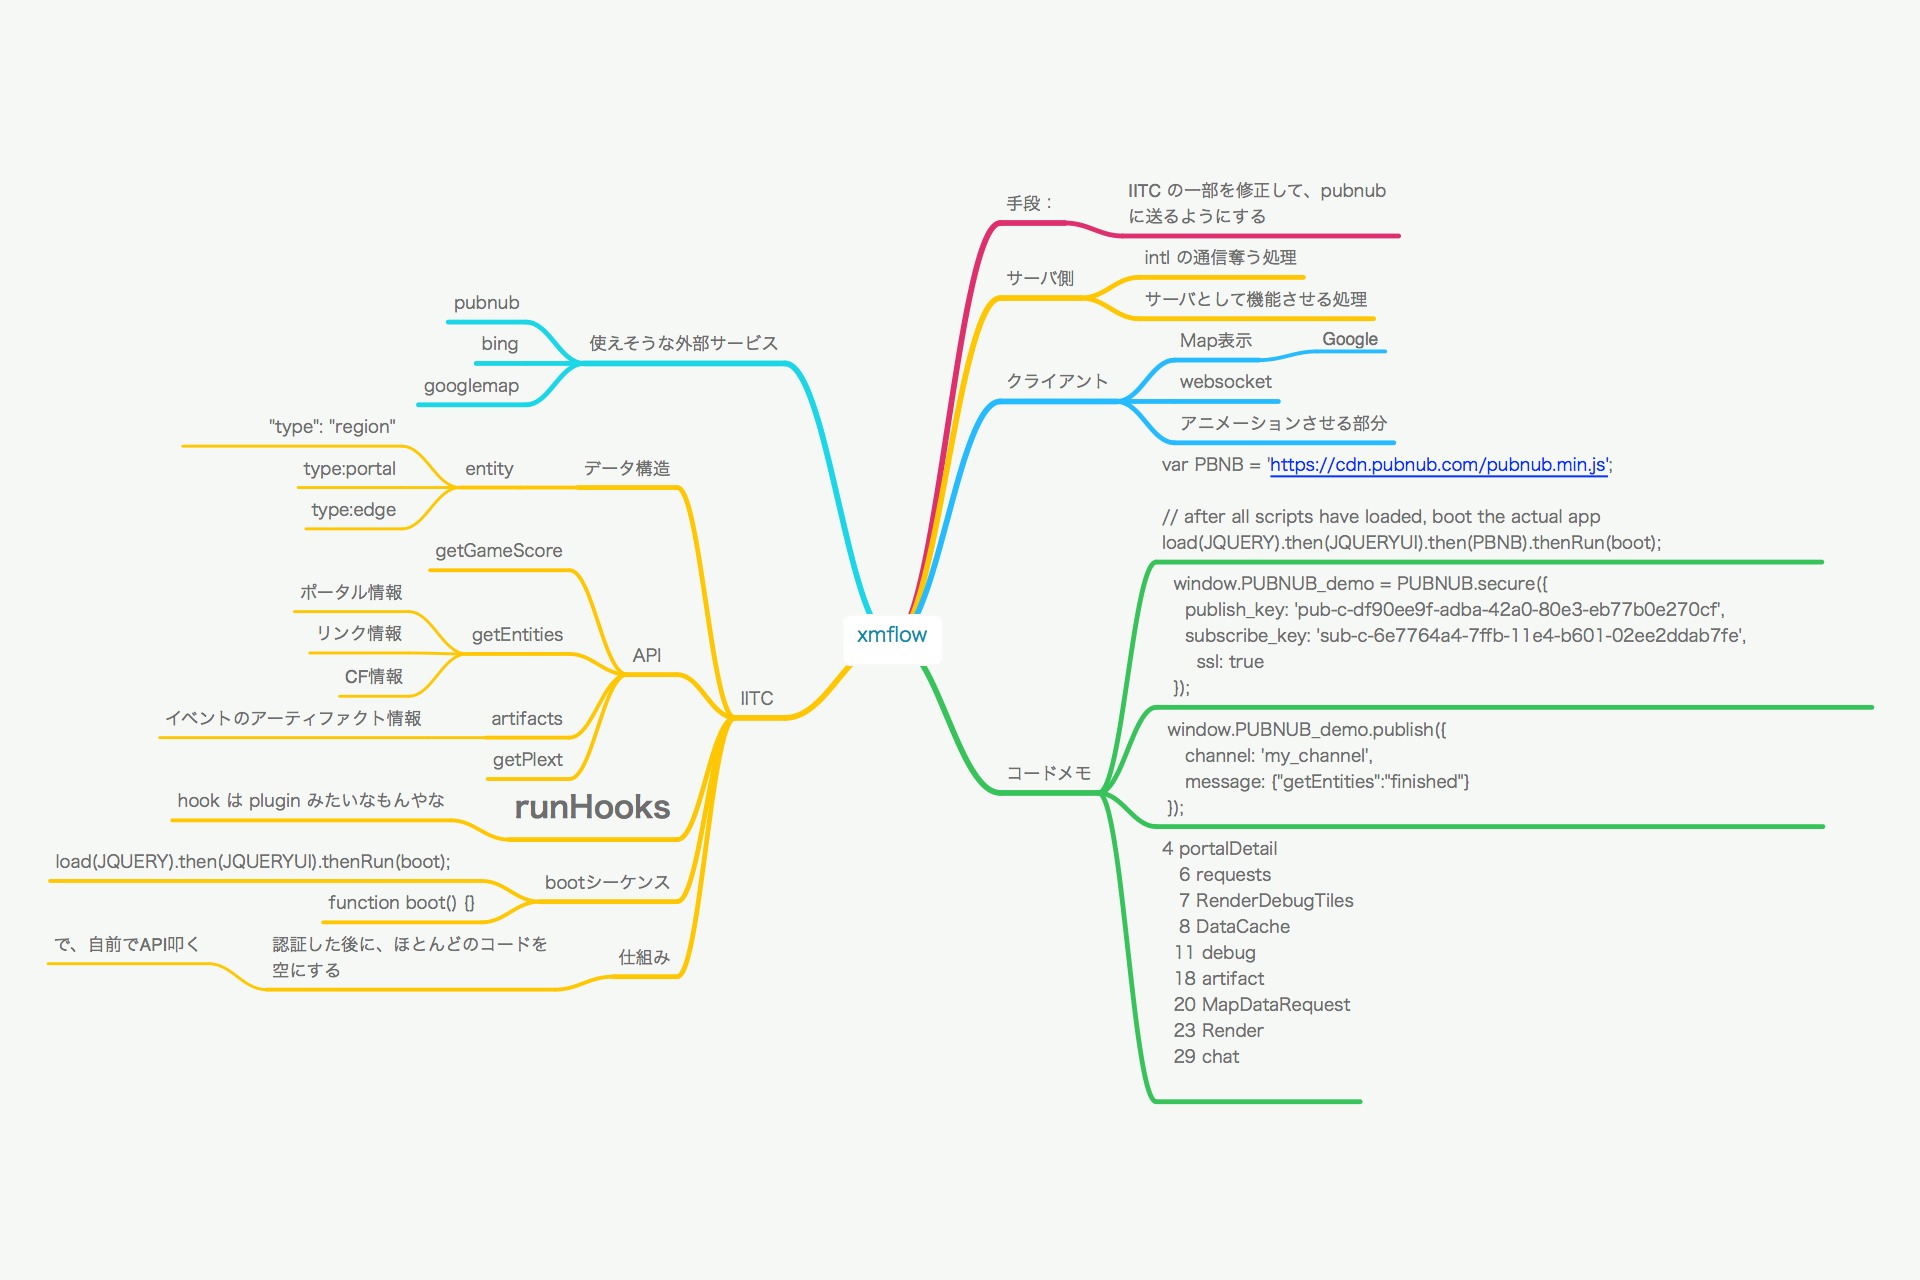 xmflow
手段：
IITC の一部を修正して、pubnub
に送るようにする
サーバ側
intl の通信奪う処理
サーバとして機能させる処理
クライアント
Map表示
Google
websocket
アニメーションさせる部分
コードメモ
var PBNB = 'https://cdn.pubnub.com/pubnub.min.js';
// after all scripts have loaded, boot the actual app
load(JQUERY).then(JQUERYUI).then(PBNB).thenRun(boot);
window.PUBNUB_demo = PUBNUB.secure({
publish_key: 'pub-c-df90ee9f-adba-42a0-80e3-eb77b0e270cf',
subscribe_key: 'sub-c-6e7764a4-7ffb-11e4-b601-02ee2ddab7fe',
ssl: true
});
window.PUBNUB_demo.publish({
channel: 'my_channel',
message: {"getEntities":"finished"}
});
4 portalDetail
6 requests
7 RenderDebugTiles
8 DataCache
11 debug
18 artifact
20 MapDataRequest
23 Render
29 chat
使えそうな外部サービス
pubnub
bing
googlemap
IITC
データ構造
entity
"type": "region"
type:portal
type:edge
API
getGameScore
getEntities
ポータル情報
リンク情報
CF情報
artifacts
イベントのアーティファクト情報
getPlext
runHooks
hook は plugin みたいなもんやな
bootシーケンス
load(JQUERY).then(JQUERYUI).thenRun(boot);
function boot() {}
仕組み
認証した後に、ほとんどのコードを
空にする
で、自前でAPI叩く